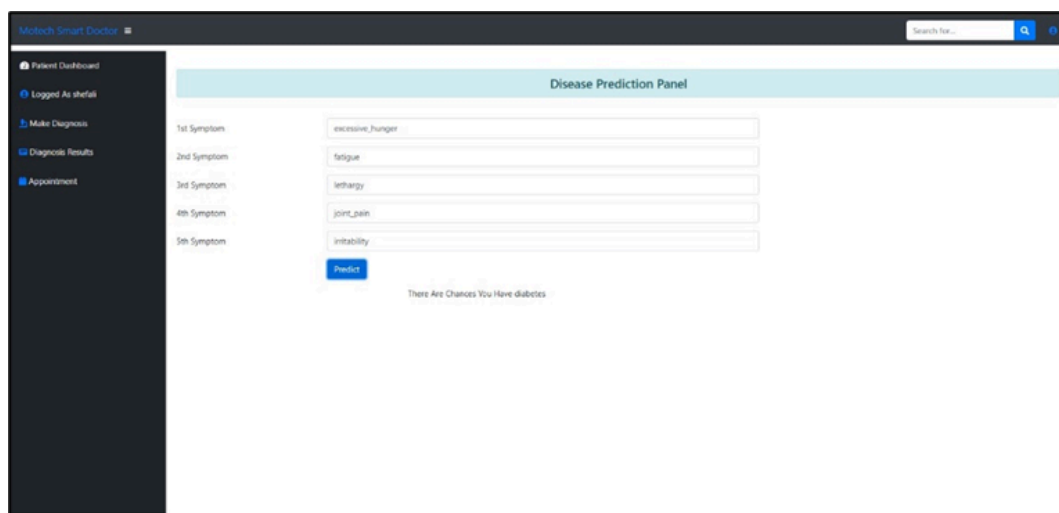 Motech Smart Doctor
Search for...
Patient Dashboard
Logged As shefali
Make Diagnosis
Diagnosis Results
Appointment
Disease Prediction Panel
1st Symptom excessive_hunger
2nd Symptom fatigue
3rd Symptom lethargy
4th Symptom joint_pain
5th Symptom irritability
Predict
There Are Chances You Have diabetes